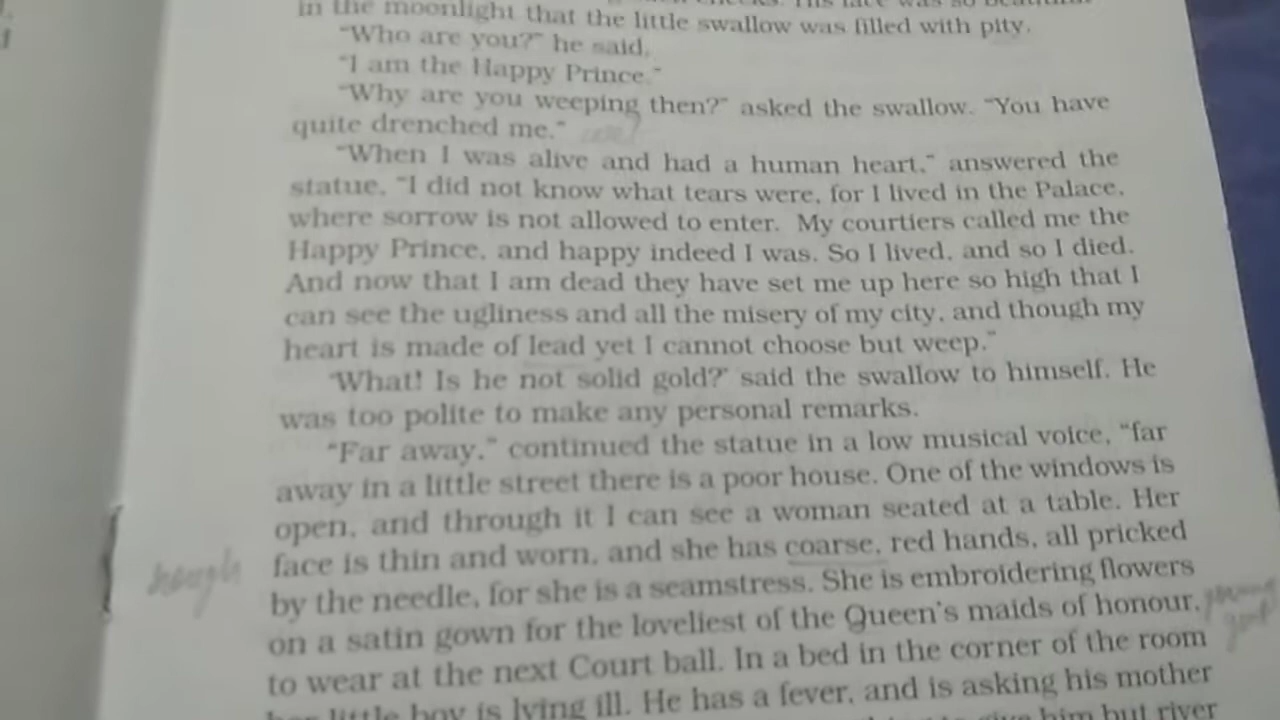 in the moonlight that the little swallow was filled with pity.
"Who are you?" he said.
"I am the Happy Prince."
"Why are you weeping then?" asked the swallow. "You have
quite drenched me."
"When I was alive and had a human heart," answered the
statue, "I did not know what tears were, for I lived in the Palace,
where sorrow is not allowed to enter. My courtiers called me the
Happy Prince, and happy indeed I was. So I lived, and so I died.
And now that I am dead they have set me up here so high that I
can see the ugliness and all the misery of my city, and though my
heart is made of lead yet I cannot choose but weep."
'What! Is he not solid gold?' said the swallow to himself. He
was too polite to make any personal remarks.
"Far away," continued the statue in a low musical voice, "far
away in a little street there is a poor house. One of the windows is
open, and through it I can see a woman seated at a table. Her
face is thin and worn, and she has coarse, red hands, all pricked
by the needle, for she is a seamstress. She is embroidering flowers
on a satin gown for the loveliest of the Queen's maids of honour,
to wear at the next Court ball. In a bed in the corner of the room
her little boy is lying ill. He has a fever, and is asking his mother
him but river